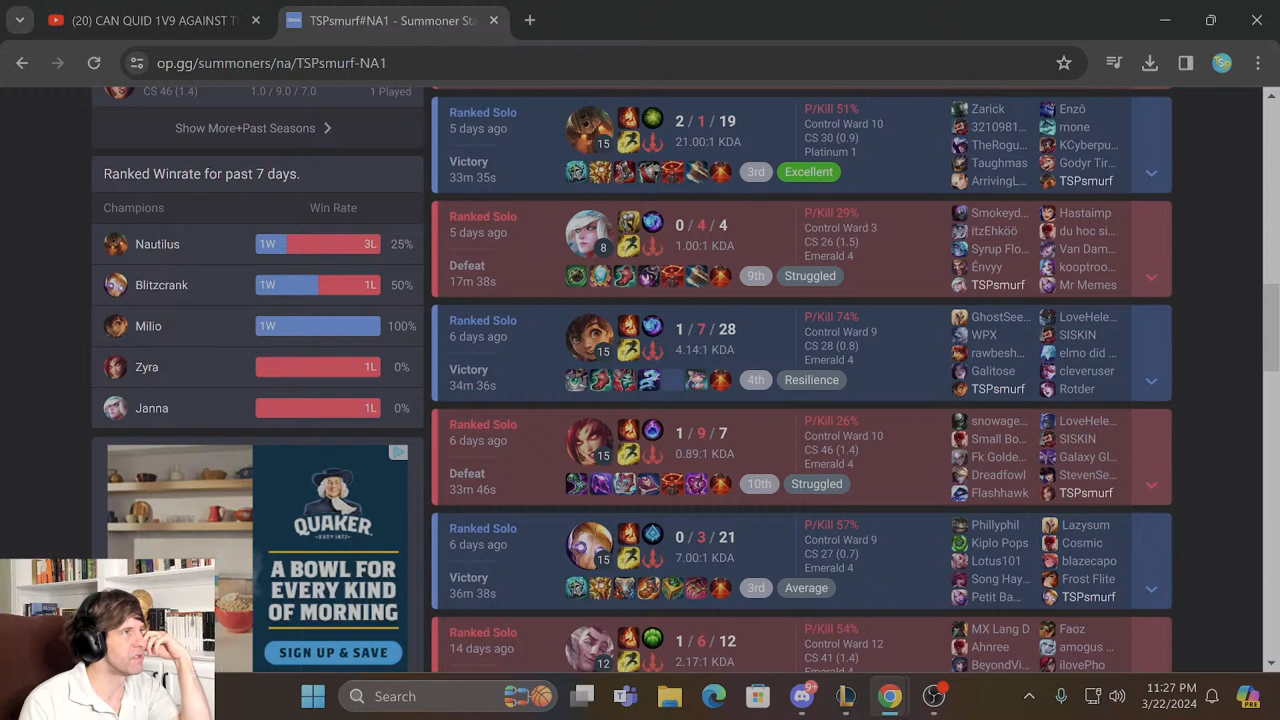 (20) CAN QUID 1V9 AGAINST T
TSPsmurf#NA1 - Summoner Sta
op.gg/summoners/na/TSPsmurf-NA1
CS 46 (1.4)
1.0 / 9.0 / 7.0
1 Played
Show More+Past Seasons
Ranked Winrate for past 7 days.
Champions
Win Rate
Nautilus
1W
3L
25%
Blitzcrank
1W
1L
50%
Milio
1W
100%
Zyra
1L
0%
Janna
1L
0%
QUAKER
EST 1877
A BOWL FOR
EVERY KIND
OF MORNING
SIGN UP & SAVE
Ranked Solo
5 days ago
Victory
33m 35s
15
2 / 1 / 19
21.00:1 KDA
3rd
Excellent
P/Kill 51%
Control Ward 10
CS 30 (0.9)
Platinum 1
Zarick
3210981...
TheRogu...
Taughmas
ArrivingL...
Enzô
mone
KCyberpu...
Godyr Tir...
TSPsmurf
Ranked Solo
5 days ago
Defeat
17m 38s
8
0 / 4 / 4
1.00:1 KDA
9th
Struggled
P/Kill 29%
Control Ward 3
CS 26 (1.5)
Emerald 4
Smokeyd...
itzEhköö
Syrup Flo...
Énvyy
TSPsmurf
Hastaimp
du hoc si...
Van Dam...
kooptroo...
Mr Memes
Ranked Solo
6 days ago
Victory
34m 36s
15
1 / 7 / 28
4.14:1 KDA
4th
Resilience
P/Kill 74%
Control Ward 9
CS 28 (0.8)
Emerald 4
GhostSee...
WPX
rawbesh...
Galitose
TSPsmurf
LoveHele...
SISKIN
elmo did ...
cleveruser
Rotder
Ranked Solo
6 days ago
Defeat
33m 46s
15
1 / 9 / 7
0.89:1 KDA
10th
Struggled
P/Kill 26%
Control Ward 10
CS 46 (1.4)
Emerald 4
snowage...
Small Bo...
Fk Golde...
Dreadfowl
Flashhawk
LoveHele...
SISKIN
Galaxy Gl...
StevenSe...
TSPsmurf
Ranked Solo
6 days ago
Victory
36m 38s
15
0 / 3 / 21
7.00:1 KDA
3rd
Average
P/Kill 57%
Control Ward 9
CS 27 (0.7)
Emerald 4
Phillyphil
Kiplo Pops
Lotus101
Song Hay...
Petit Ba...
Lazysum
Cosmic
blazecapo
Frost Flite
TSPsmurf
Ranked Solo
14 days ago
12
1 / 6 / 12
2.17:1 KDA
P/Kill 54%
Control Ward 12
CS 41 (1.4)
MX Lang D
Ahnree
BeyondVi...
Faoz
amogus ...
ilovePho
Search
9+
11:27 PM
3/22/2024
PRE